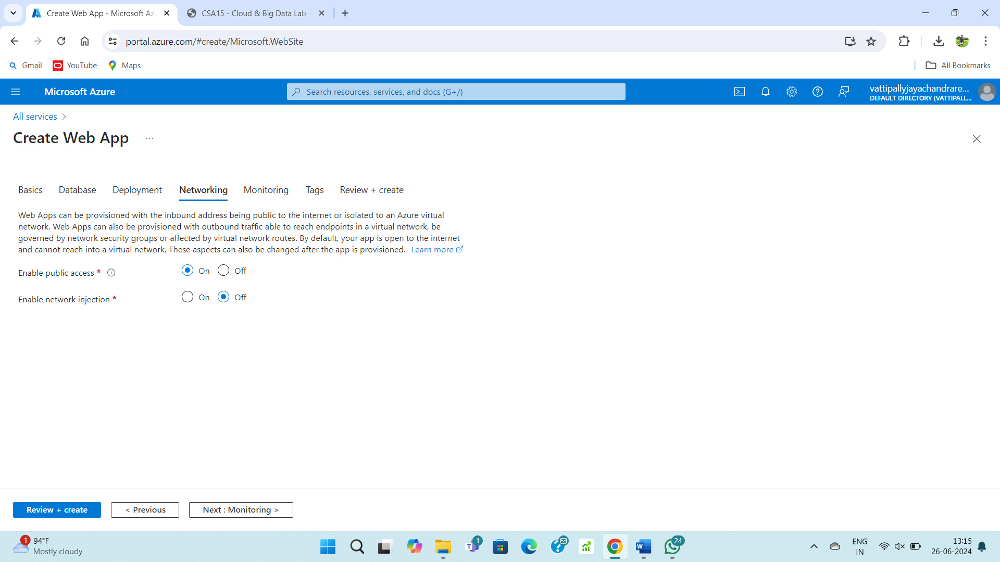 Create Web App - Microsoft Az
CSA15 - Cloud & Big Data Lab -
portal.azure.com/#create/Microsoft.WebSite
Gmail
YouTube
Maps
All Bookmarks
Microsoft Azure
Search resources, services, and docs (G+/)
vattipallyjayachandrare...
DEFAULT DIRECTORY (VATTIPALL...
All services >
Create Web App ...
Basics
Database
Deployment
Networking
Monitoring
Tags
Review + create
Web Apps can be provisioned with the inbound address being public to the internet or isolated to an Azure virtual
network. Web Apps can also be provisioned with outbound traffic able to reach endpoints in a virtual network, be
governed by network security groups or affected by virtual network routes. By default, your app is open to the internet
and cannot reach into a virtual network. These aspects can also be changed after the app is provisioned. Learn more
Enable public access * On Off
Enable network injection * On Off
Review + create
< Previous
Next : Monitoring >
1
94°F
Mostly cloudy
1
24
ENG
IN
13:15
26-06-2024